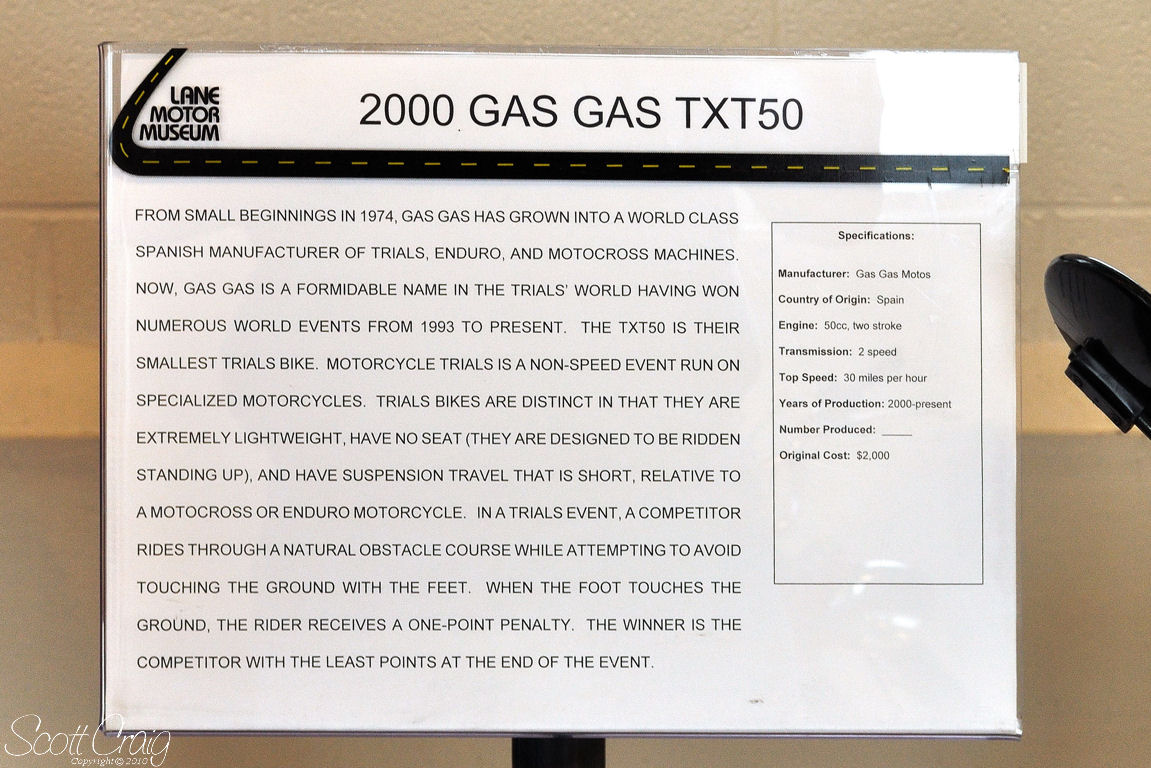 LANE
MOTOR
MUSEUM
2000 GAS GAS TXT50
FROM SMALL BEGINNINGS IN 1974, GAS GAS HAS GROWN INTO A WORLD CLASS
SPANISH MANUFACTURER OF TRIALS, ENDURO, AND MOTOCROSS MACHINES.
NOW, GAS GAS IS A FORMIDABLE NAME IN THE TRIALS' WORLD HAVING WON
NUMEROUS WORLD EVENTS FROM 1993 TO PRESENT. THE TXT50 IS THEIR
SMALLEST TRIALS BIKE. MOTORCYCLE TRIALS IS A NON-SPEED EVENT RUN ON
SPECIALIZED MOTORCYCLES. TRIALS BIKES ARE DISTINCT IN THAT THEY ARE
EXTREMELY LIGHTWEIGHT, HAVE NO SEAT (THEY ARE DESIGNED TO BE RIDDEN
STANDING UP), AND HAVE SUSPENSION TRAVEL THAT IS SHORT, RELATIVE TO
A MOTOCROSS OR ENDURO MOTORCYCLE. IN A TRIALS EVENT, A COMPETITOR
RIDES THROUGH A NATURAL OBSTACLE COURSE WHILE ATTEMPTING TO AVOID
TOUCHING THE GROUND WITH THE FEET. WHEN THE FOOT TOUCHES THE
GROUND, THE RIDER RECEIVES A ONE-POINT PENALTY. THE WINNER IS THE
COMPETITOR WITH THE LEAST POINTS AT THE END OF THE EVENT.
Specifications:
Manufacturer: Gas Gas Motos
Country of Origin: Spain
Engine: 50cc, two stroke
Transmission: 2 speed
Top Speed: 30 miles per hour
Years of Production: 2000-present
Number Produced: _____
Original Cost: $2,000
Scott Craig
Copyright © 2010